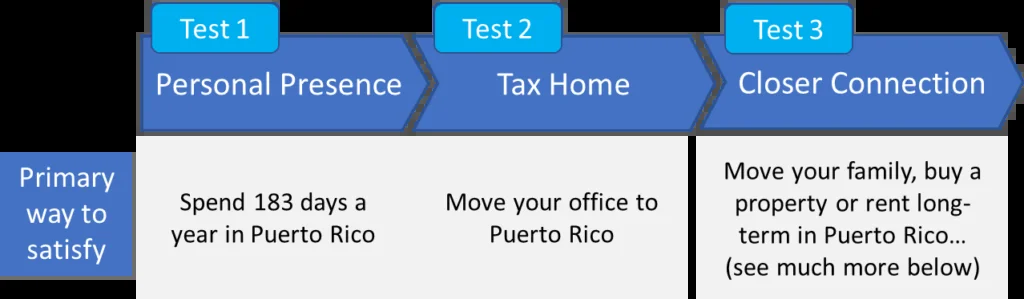 Test 1
Test 2
Test 3
Personal Presence
Tax Home
Closer Connection
Primary
way to
satisfy
Spend 183 days a
year in Puerto Rico
Move your office to
Puerto Rico
Move your family, buy a
property or rent long-
term in Puerto Rico...
(see much more below)